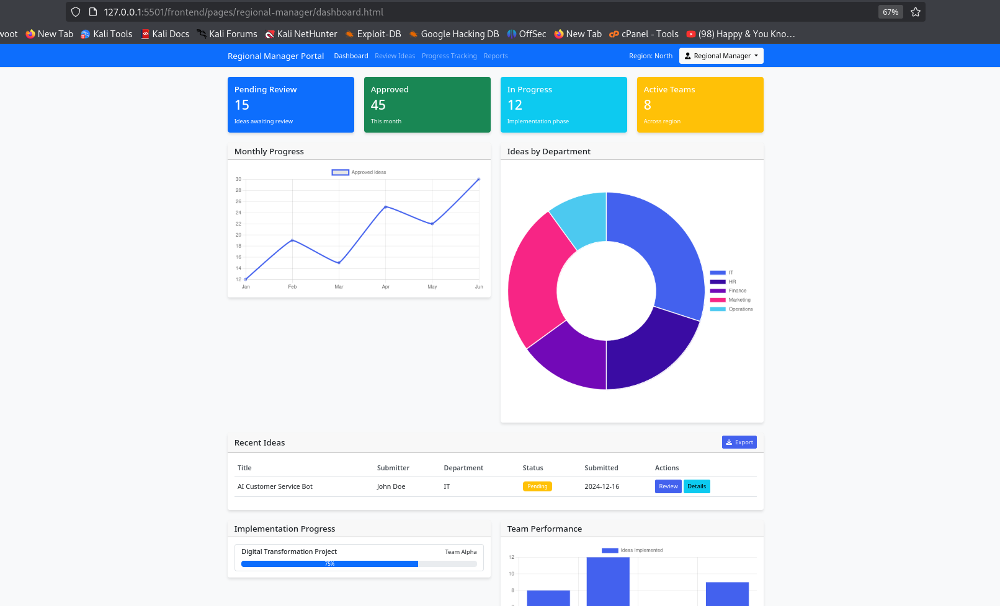 127.0.0.1:5501/frontend/pages/regional-manager/dashboard.html 67%
woot New Tab Kali Tools Kali Docs Kali Forums Kali NetHunter Exploit-DB Google Hacking DB OffSec New Tab cPanel - Tools (98) Happy & You Kno…
Regional Manager Portal Dashboard Review Ideas Progress Tracking Reports Region: North Regional Manager
Pending Review
15
Ideas awaiting review
Approved
45
This month
In Progress
12
Implementation phase
Active Teams
8
Across region
Monthly Progress
Approved Ideas
30
28
26
24
22
20
18
16
14
12
Jan Feb Mar Apr May Jun
Ideas by Department
IT
HR
Finance
Marketing
Operations
Recent Ideas Export
Title Submitter Department Status Submitted Actions
AI Customer Service Bot John Doe IT Pending 2024-12-16 Review Details
Implementation Progress
Digital Transformation Project Team Alpha
75%
Team Performance
Ideas Implemented
12
10
8